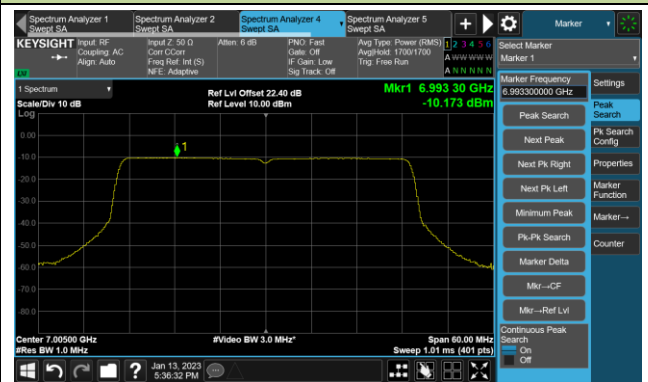 Spectrum Analyzer 1
Swept SA
Spectrum Analyzer 2
Swept SA
Spectrum Analyzer 4
Swept SA
Spectrum Analyzer 5
Swept SA
Marker
KEYSIGHT
Input: RF
Coupling: AC
Align: Auto
Input Z: 50 Ω
Corr CCorr
Freq Ref: Int (S)
NFE: Adaptive
Atten: 6 dB
PNO: Fast
Gate: Off
IF Gain: Low
Sig Track: Off
Avg Type: Power (RMS)
Avg|Hold: 1700/1700
Trig: Free Run
1 2 3 4 5 6
A W W W W W
A N N N N N
Select Marker
Marker 1
1 Spectrum
Scale/Div 10 dB
Log
Ref Lvl Offset 22.40 dB
Ref Level 10.00 dBm
Mkr1 6.993 30 GHz
-10.173 dBm
0.00
-10.0
-20.0
-30.0
-40.0
-50.0
-60.0
-70.0
-80.0
1
Center 7.00500 GHz
#Res BW 1.0 MHz
#Video BW 3.0 MHz*
Span 60.00 MHz
Sweep 1.01 ms (401 pts)
Marker Frequency
6.993300000 GHz
Peak Search
Next Peak
Next Pk Right
Next Pk Left
Minimum Peak
Pk-Pk Search
Marker Delta
Mkr→CF
Mkr→Ref Lvl
Continuous Peak
Search
On
Off
Settings
Peak
Search
Pk Search
Config
Properties
Marker
Function
Marker→
Counter
?
Jan 13, 2023
5:36:32 PM